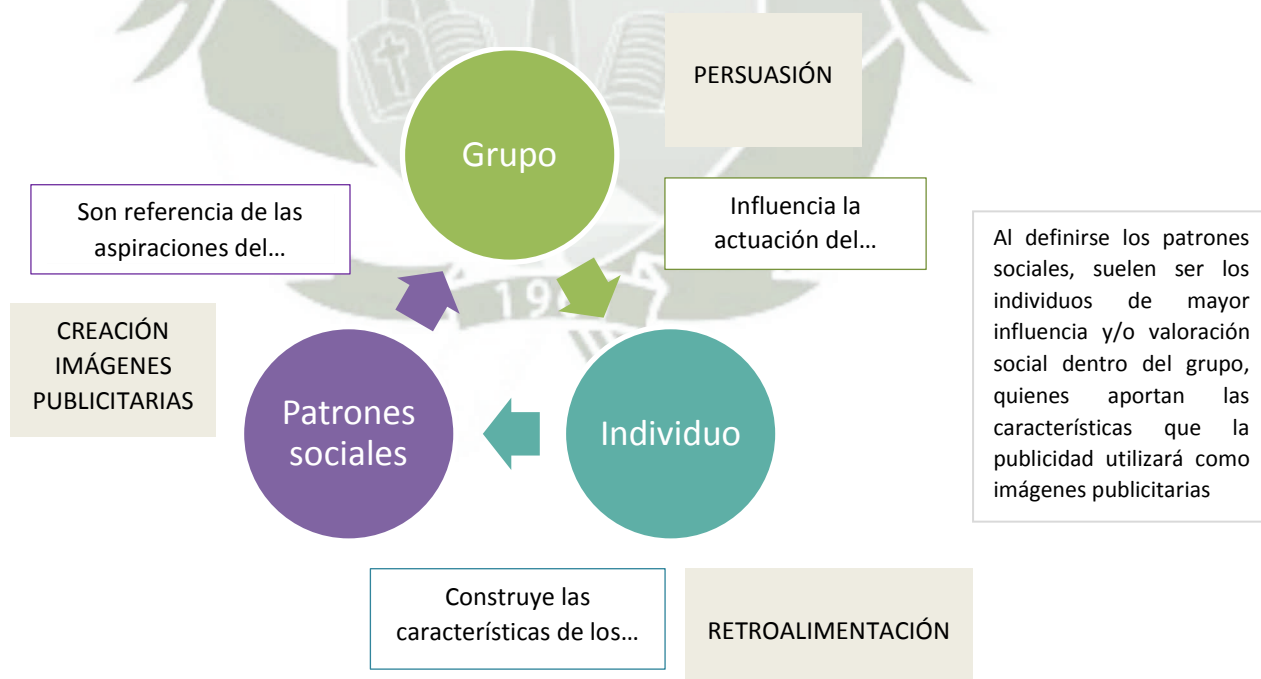 PERSUASIÓN
Grupo
Son referencia de las
aspiraciones del...
Influencia la
actuación del...
Al definirse los patrones
sociales, suelen ser los
individuos de mayor
influencia y/o valoración
social dentro del grupo,
quienes aportan las
características que la
publicidad utilizará como
imágenes publicitarias
CREACIÓN
IMÁGENES
PUBLICITARIAS
Patrones
sociales
Individuo
Construye las
características de los...
RETROALIMENTACIÓN